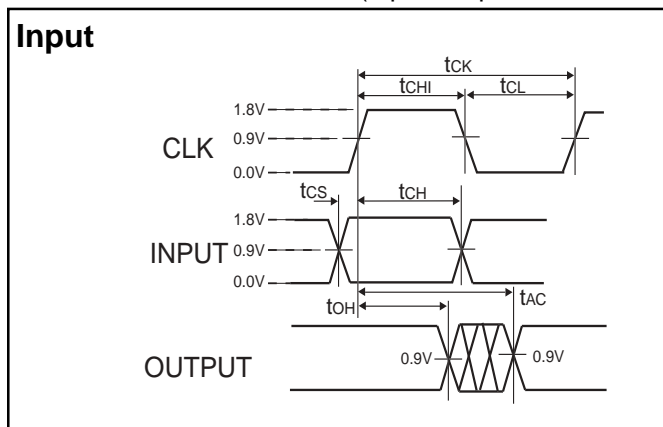 Input
tCK
tCHI tCL
1.8V
0.9V
CLK
0.0V
tCS tCH
1.8V
INPUT 0.9V
0.0V
tAC
tOH
0.9V 0.9V
OUTPUT